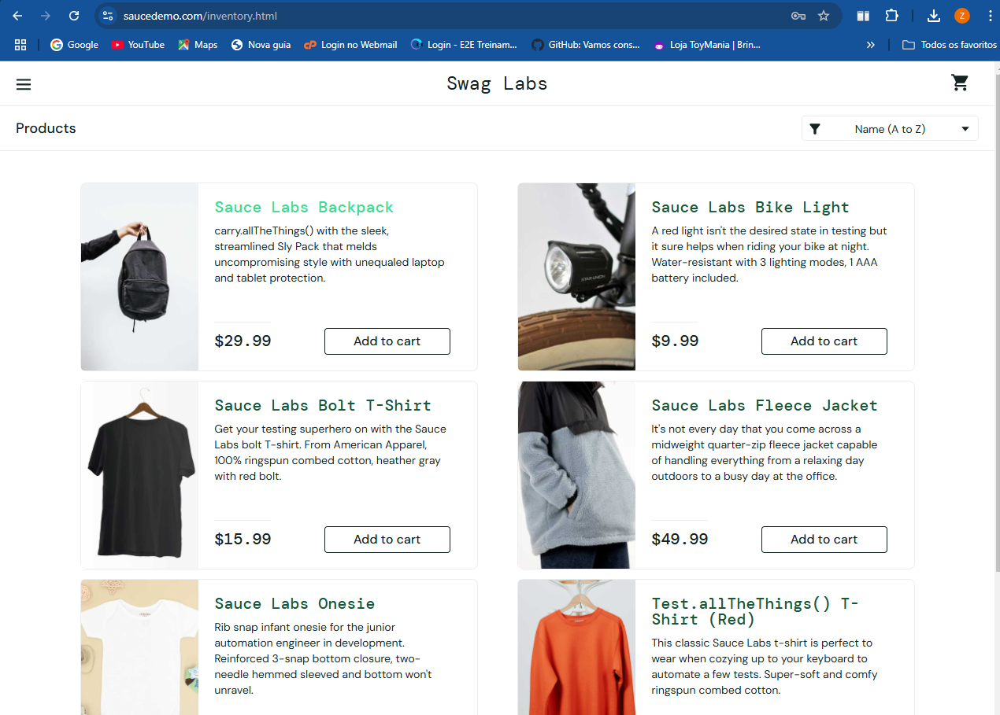 saucedemo.com/inventory.html
Z
Google
YouTube
Maps
Nova guia
Login no Webmail
Login - E2E Treinam...
GitHub: Vamos cons...
Loja ToyMania | Brin...
Todos os favoritos
Swag Labs
Products
Name (A to Z)
Sauce Labs Backpack
carry.allTheThings() with the sleek,
streamlined Sly Pack that melds
uncompromising style with unequaled laptop
and tablet protection.
$29.99
Add to cart
Sauce Labs Bike Light
A red light isn't the desired state in testing but
it sure helps when riding your bike at night.
Water-resistant with 3 lighting modes, 1 AAA
battery included.
STAR UNION
$9.99
Add to cart
Sauce Labs Bolt T-Shirt
Get your testing superhero on with the Sauce
Labs bolt T-shirt. From American Apparel,
100% ringspun combed cotton, heather gray
with red bolt.
$15.99
Add to cart
Sauce Labs Fleece Jacket
It's not every day that you come across a
midweight quarter-zip fleece jacket capable
of handling everything from a relaxing day
outdoors to a busy day at the office.
$49.99
Add to cart
Sauce Labs Onesie
Rib snap infant onesie for the junior
automation engineer in development.
Reinforced 3-snap bottom closure, two-
needle hemmed sleeved and bottom won't
unravel.
Test.allTheThings() T-
Shirt (Red)
This classic Sauce Labs t-shirt is perfect to
wear when cozying up to your keyboard to
automate a few tests. Super-soft and comfy
ringspun combed cotton.